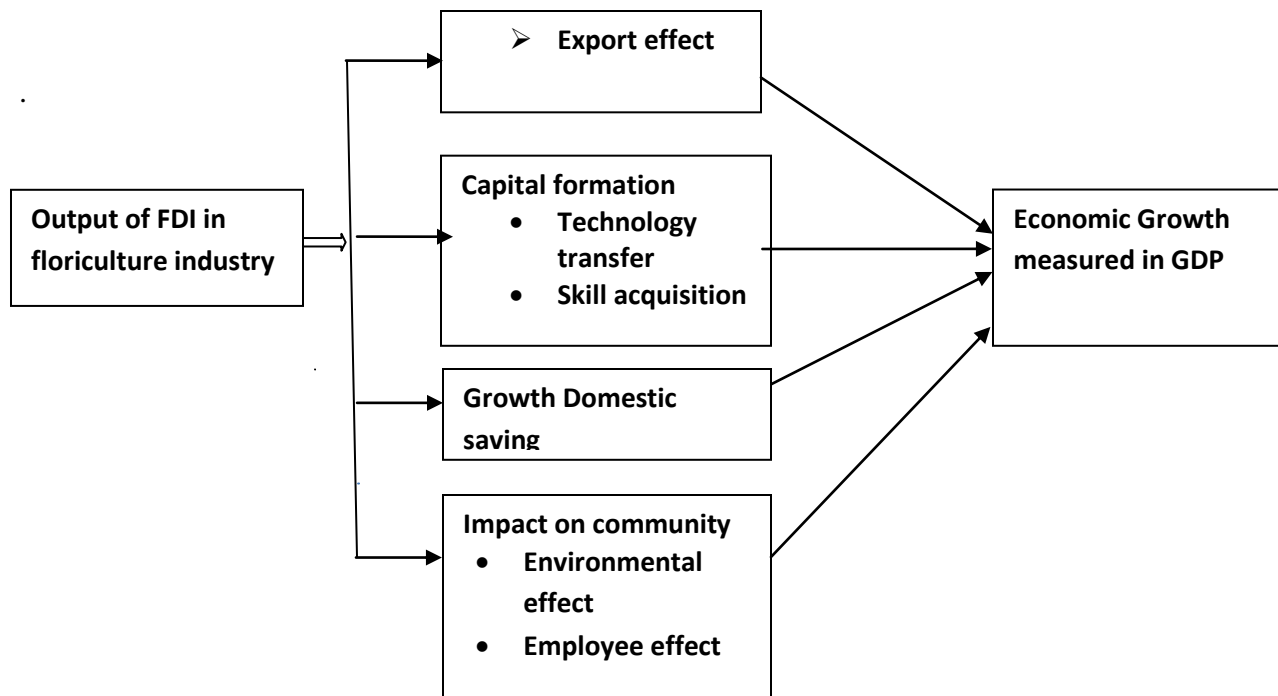 ➢ Export effect
Output of FDI in
floriculture industry
Capital formation
• Technology
transfer
• Skill acquisition
Growth Domestic
saving
Impact on community
• Environmental
effect
• Employee effect
Economic Growth
measured in GDP